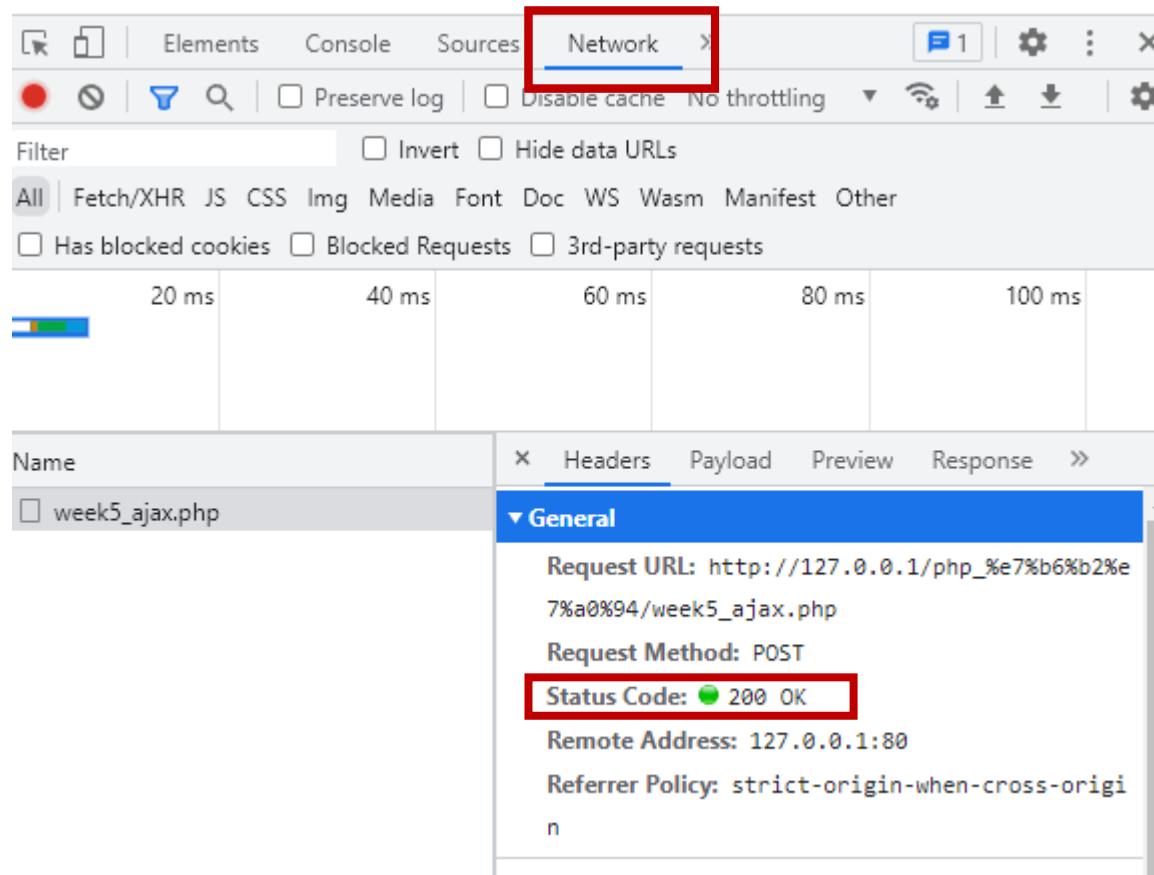 Elements Console Sources Network » 1
Preserve log Disable cache No throttling
Filter Invert Hide data URLs
All Fetch/XHR JS CSS Img Media Font Doc WS Wasm Manifest Other
Has blocked cookies Blocked Requests 3rd-party requests
20 ms 40 ms 60 ms 80 ms 100 ms
Name × Headers Payload Preview Response »
week5_ajax.php
General
Request URL: http://127.0.0.1/php_%e7%b6%b2%e
7%a0%94/week5_ajax.php
Request Method: POST
Status Code: 200 OK
Remote Address: 127.0.0.1:80
Referrer Policy: strict-origin-when-cross-origi
n